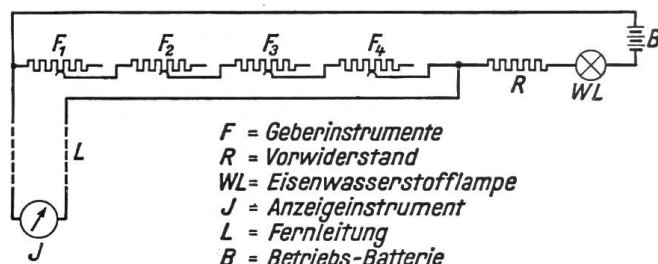 F₁ F₂ F₃ F₄ B
R WL
L
J
F = Geberinstrumente
R = Vorwiderstand
WL = Eisenwasserstofflampe
J = Anzeigeinstrument
L = Fernleitung
B = Betriebs-Batterie